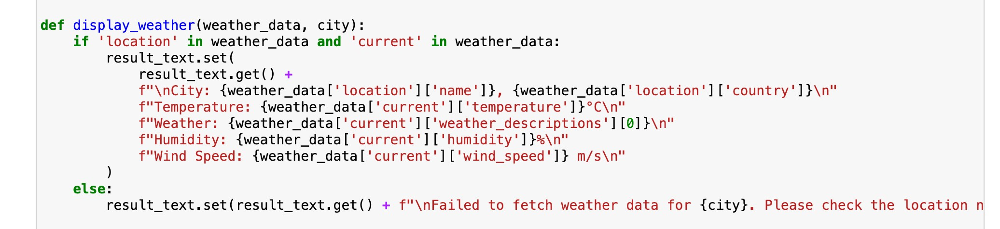 def display_weather(weather_data, city):
    if 'location' in weather_data and 'current' in weather_data:
        result_text.set(
            result_text.get() +
            f"\nCity: {weather_data['location']['name']}, {weather_data['location']['country']}\n"
            f"Temperature: {weather_data['current']['temperature']}°C\n"
            f"Weather: {weather_data['current']['weather_descriptions'][0]}\n"
            f"Humidity: {weather_data['current']['humidity']}%\n"
            f"Wind Speed: {weather_data['current']['wind_speed']} m/s\n"
        )
    else:
        result_text.set(result_text.get() + f"\nFailed to fetch weather data for {city}. Please check the location n